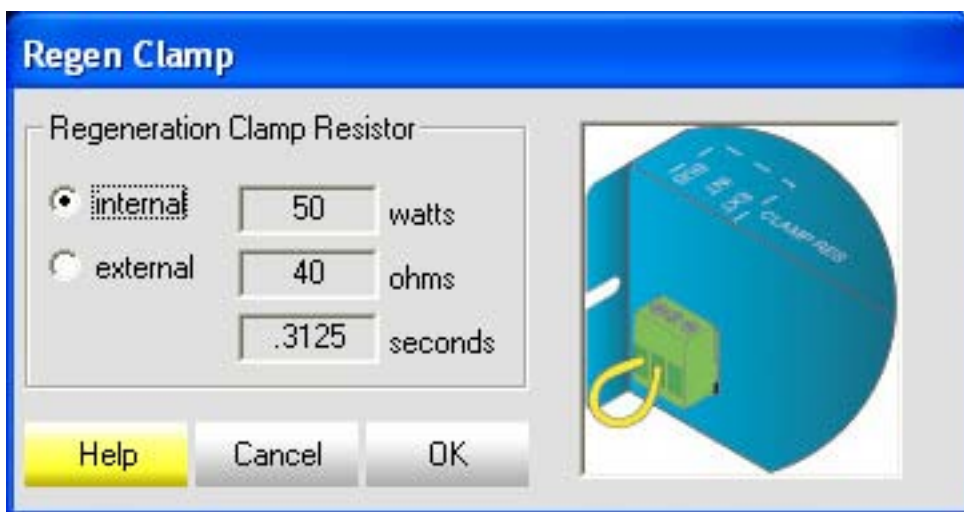 Regen Clamp
Regeneration Clamp Resistor
internal
50 watts
external
40 ohms
.3125 seconds
Help
Cancel
OK
CLAMP RES